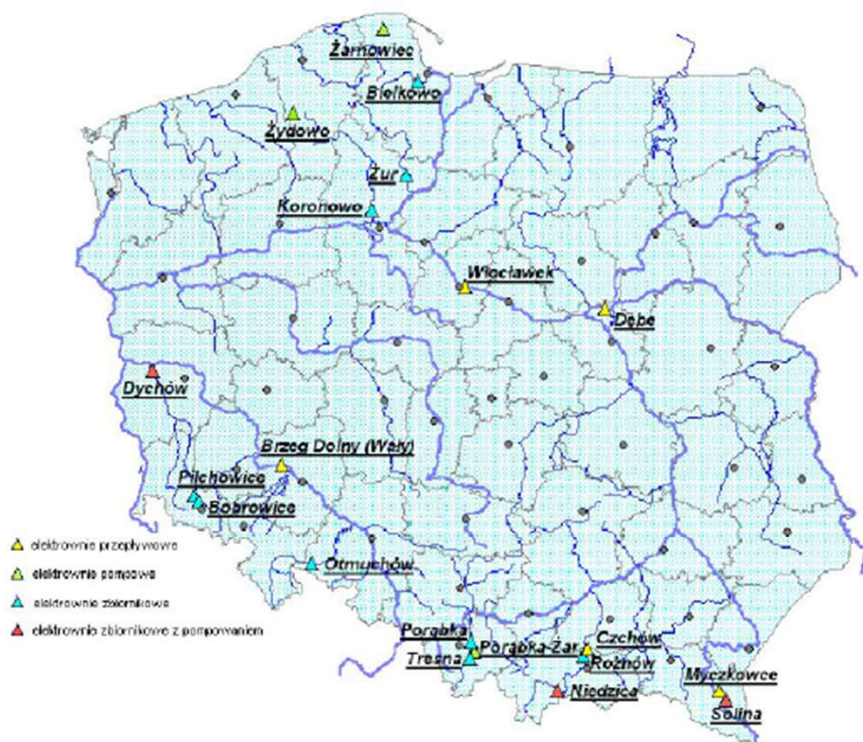 Żarnowiec
Bielkowo
Żydowo
Żur
Koronowo
Włocławek
Dębe
Dychów
Brzeg Dolny (Wały)
Pilchowice
Bobrowice
elektrownie przepływowe
elektrownie pompowe
elektrownie zbiornikowe
elektrownie zbiornikowe z pompowaniem
Otmuchów
Porąbka
Porąbka-Żar
Tresna
Czchów
Rożnów
Niedzica
Myczkowce
Solina